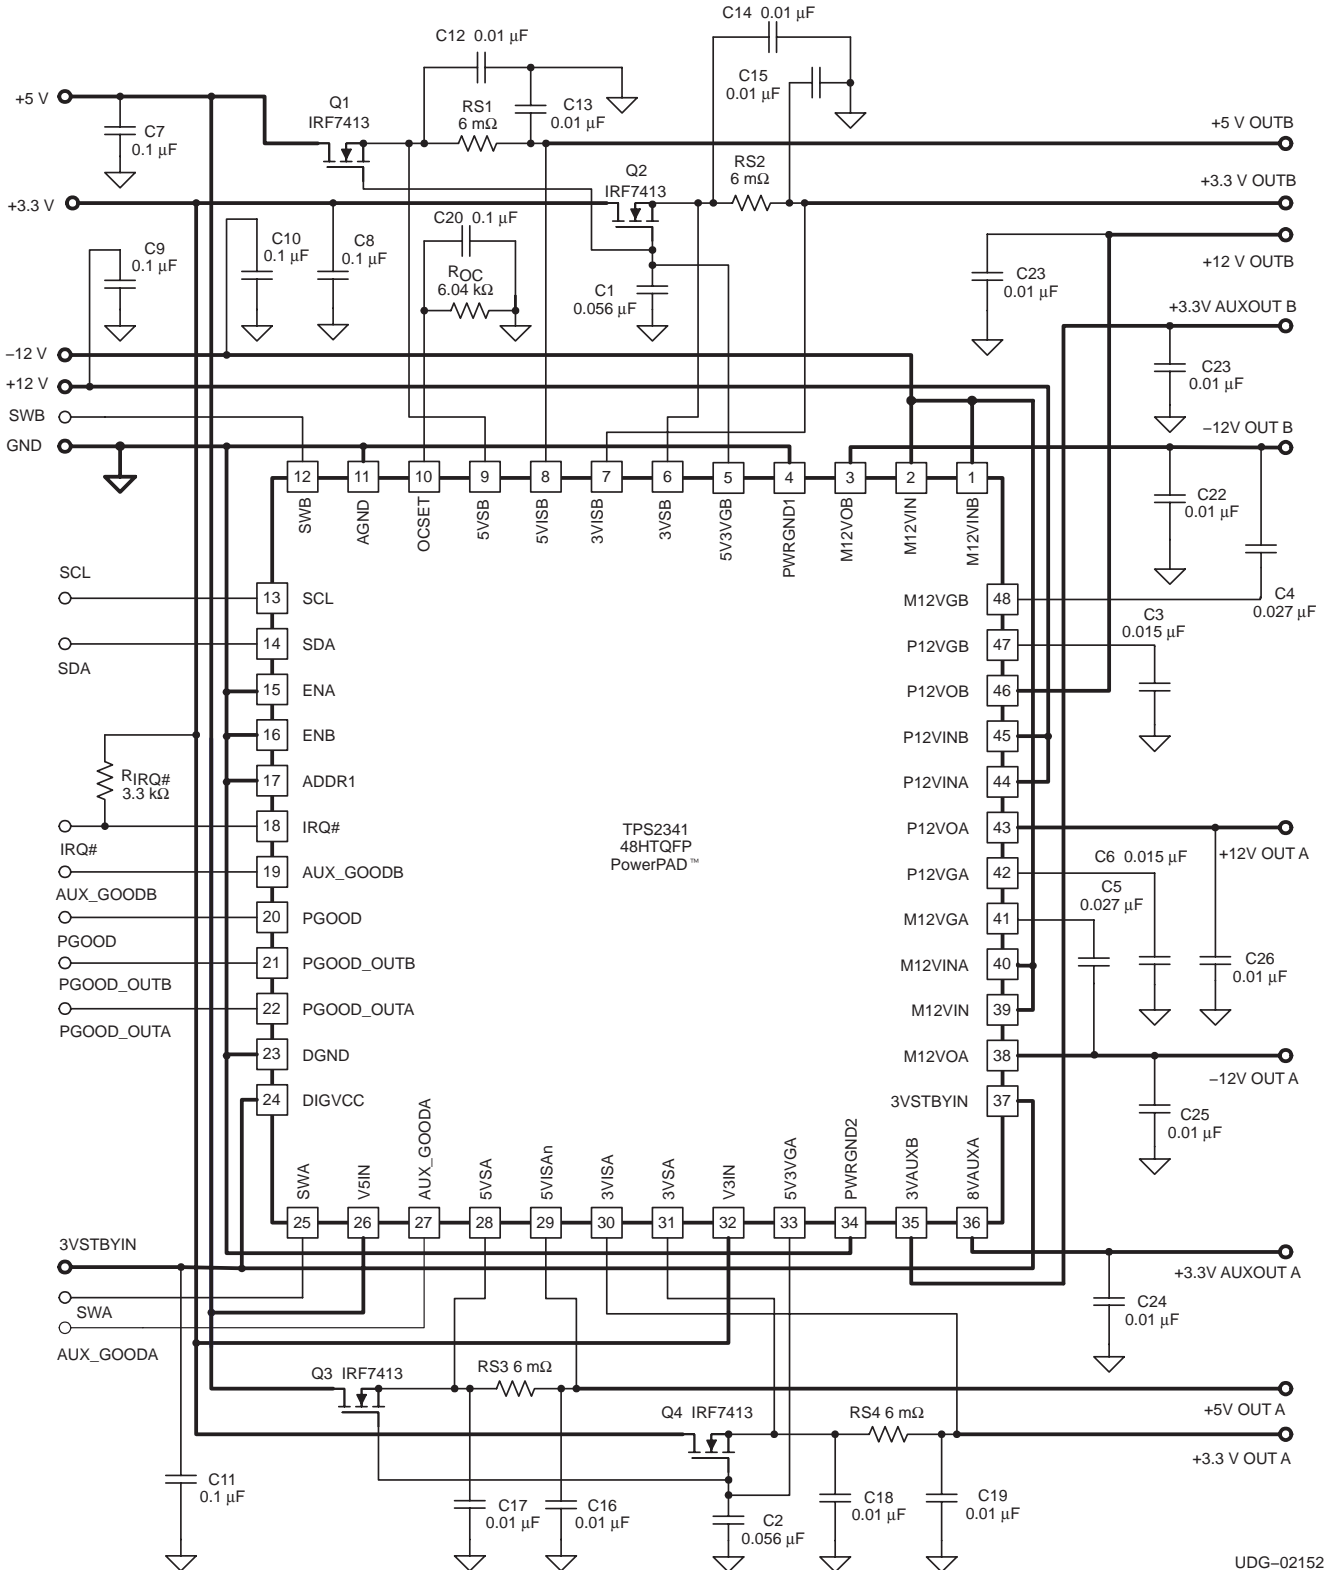 C14 0.01 µF
C12 0.01 µF
C15
0.01 µF
+5 V
Q1
IRF7413
RS1
6 mΩ
C13
0.01 µF
C7
0.1 µF
+5 V OUTB
Q2
IRF7413
RS2
6 mΩ
+3.3 V OUTB
+3.3 V
C20 0.1 µF
C9
0.1 µF
C10
0.1 µF
C8
0.1 µF
ROC
6.04 kΩ
C1
0.056 µF
C23
0.01 µF
+12 V OUTB
+3.3V AUXOUT B
–12 V
+12 V
C23
0.01 µF
SWB
GND
–12V OUT B
12
11
10
9
8
7
6
5
4
3
2
1
SWB
AGND
OCSET
5VSB
5VISB
3VISB
3VSB
5V3VGB
PWRGND1
M12VOB
M12VIN
M12VINB
C22
0.01 µF
C4
0.027 µF
C3
0.015 µF
SCL
13 SCL
SDA
14 SDA
15 ENA
16 ENB
17 ADDR1
RIRQ#
3.3 kΩ
18 IRQ#
IRQ#
19 AUX_GOODB
AUX_GOODB
20 PGOOD
PGOOD
21 PGOOD_OUTB
PGOOD_OUTB
22 PGOOD_OUTA
PGOOD_OUTA
23 DGND
24 DIGVCC
TPS2341
48HTQFP
PowerPAD™
M12VGB 48
P12VGB 47
P12VOB 46
P12VINB 45
P12VINA 44
P12VOA 43
P12VGA 42
M12VGA 41
M12VINA 40
M12VIN 39
M12VOA 38
3VSTBYIN 37
+12V OUT A
C6 0.015 µF
C5
0.027 µF
C26
0.01 µF
–12V OUT A
C25
0.01 µF
SWA
V5IN
AUX_GOODA
5VSA
5VISAn
3VISA
3VSA
V3IN
5V3VGA
PWRGND2
3VAUXB
8VAUXA
25
26
27
28
29
30
31
32
33
34
35
36
3VSTBYIN
SWA
AUX_GOODA
+3.3V AUXOUT A
C24
0.01 µF
Q3 IRF7413
RS3 6 mΩ
Q4 IRF7413
RS4 6 mΩ
+5V OUT A
+3.3 V OUT A
C11
0.1 µF
C17
0.01 µF
C16
0.01 µF
C2
0.056 µF
C18
0.01 µF
C19
0.01 µF
UDG–02152